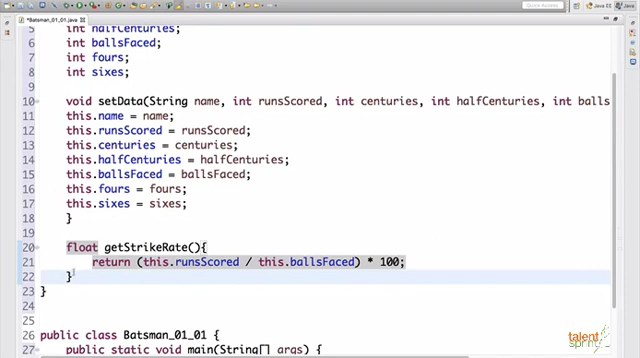 *Batsman_01_01.java
Quick Access
Java EE
Java
5 int halfCenturies;
6 int ballsFaced;
7 int fours;
8 int sixes;
9
10 void setData(String name, int runsScored, int centuries, int halfCenturies, int balls
11 this.name = name;
12 this.runsScored = runsScored;
13 this.centuries = centuries;
14 this.halfCenturies = halfCenturies;
15 this.ballsFaced = ballsFaced;
16 this.fours = fours;
17 this.sixes = sixes;
18 }
19
20 float getStrikeRate(){
21 return (this.runsScored / this.ballsFaced) * 100;
22 }
23 }
24
25
26 public class Batsman_01_01 {
27 public static void main(String[] args) {
talent
sprint